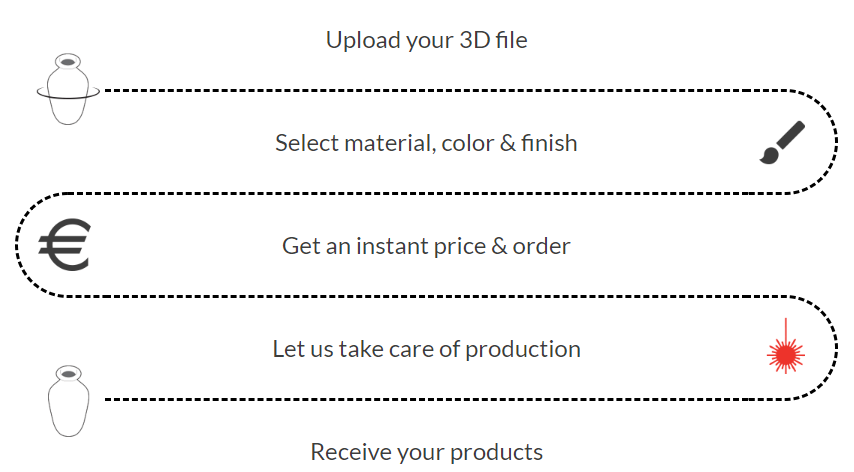 Upload your 3D file
Select material, color & finish
Get an instant price & order
€
Let us take care of production
Receive your products